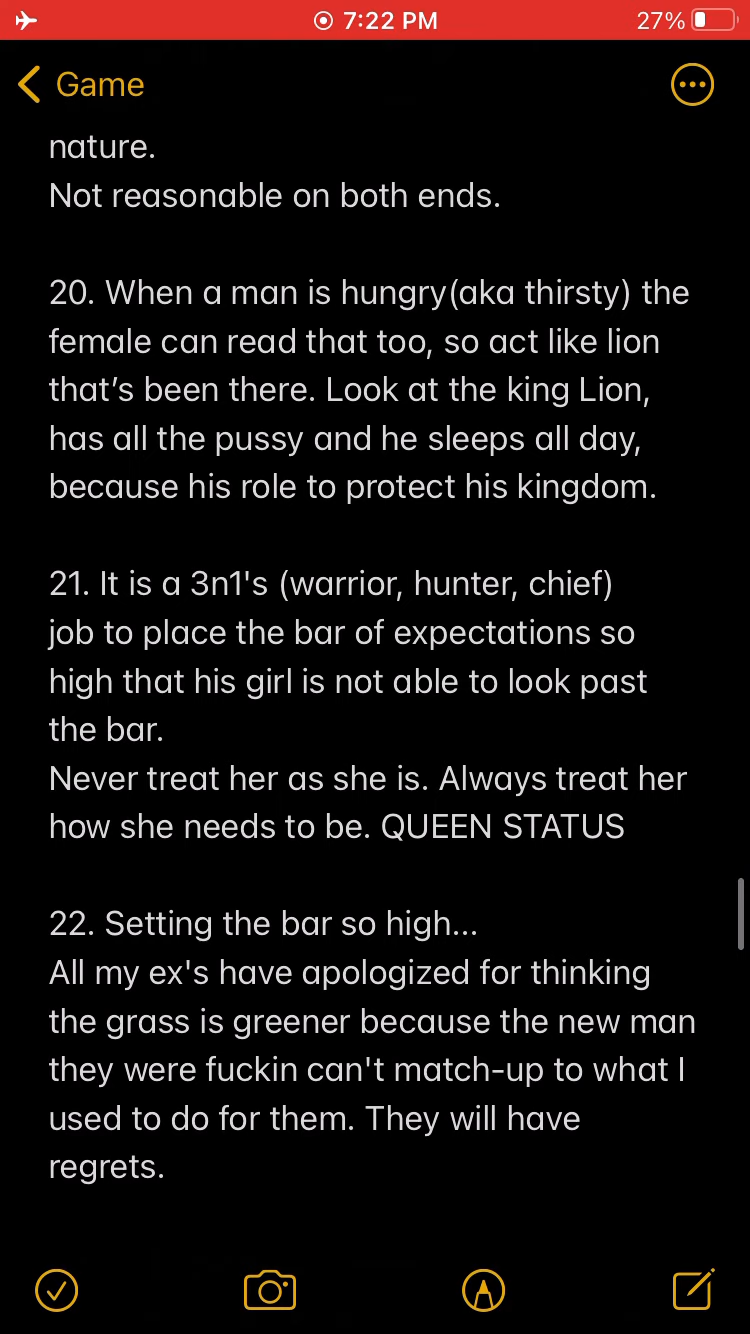 7:22 PM
27%
Game
nature.
Not reasonable on both ends.
20. When a man is hungry(aka thirsty) the
female can read that too, so act like lion
that’s been there. Look at the king Lion,
has all the pussy and he sleeps all day,
because his role to protect his kingdom.
21. It is a 3n1's (warrior, hunter, chief)
job to place the bar of expectations so
high that his girl is not able to look past
the bar.
Never treat her as she is. Always treat her
how she needs to be. QUEEN STATUS
22. Setting the bar so high...
All my ex's have apologized for thinking
the grass is greener because the new man
they were fuckin can't match-up to what I
used to do for them. They will have
regrets.